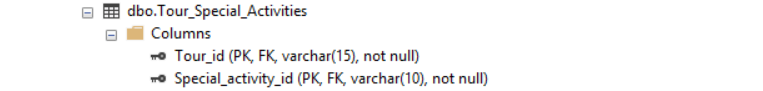 dbo.Tour_Special_Activities
Columns
Tour_id (PK, FK, varchar(15), not null)
Special_activity_id (PK, FK, varchar(10), not null)